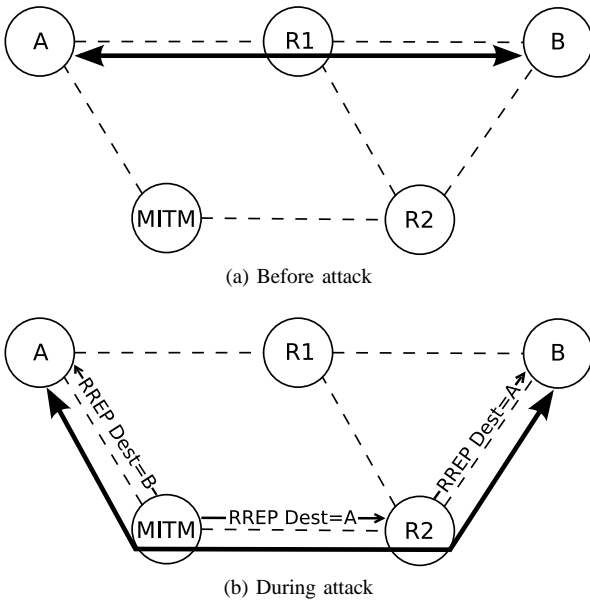 A
R1
B
MITM
R2
(a) Before attack
A
R1
B
RREP Dest=B
RREP Dest=A
MITM
RREP Dest=A
R2
(b) During attack